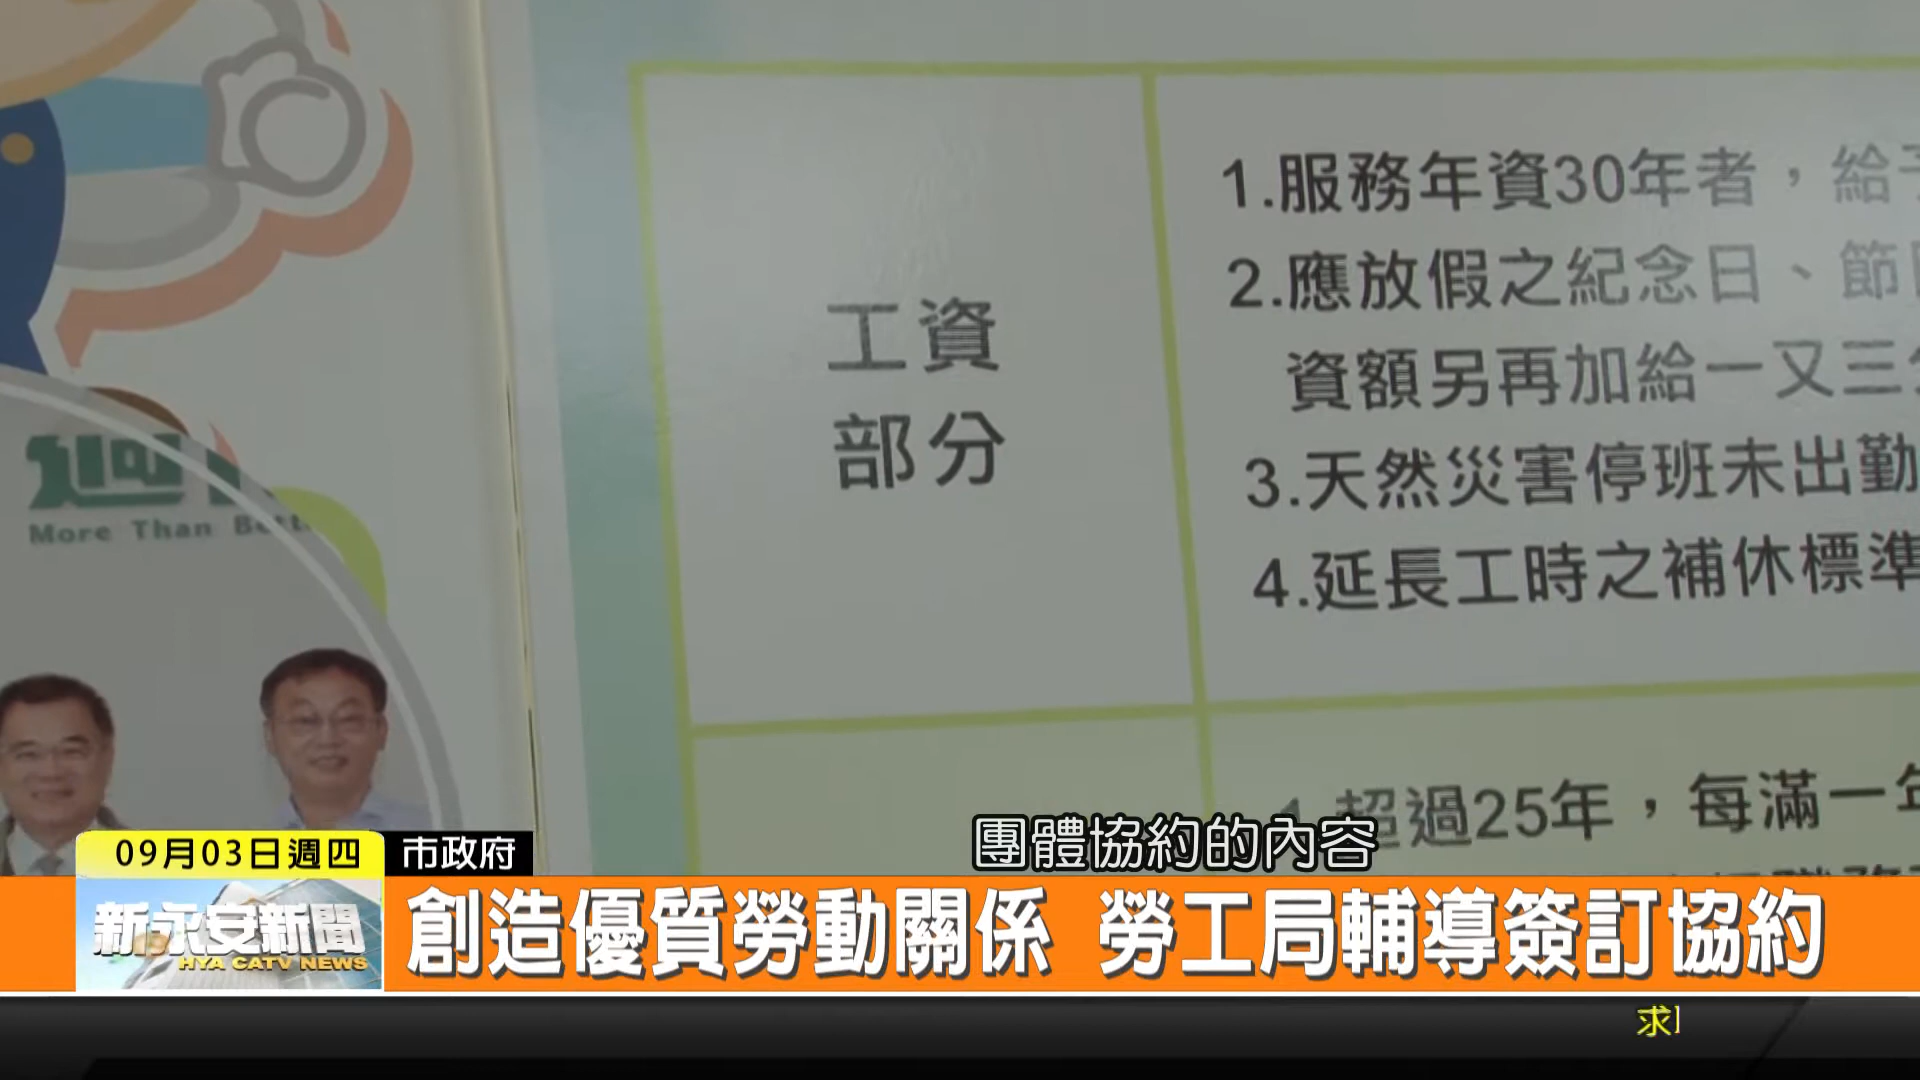 1.服務年資30年者，給予
2.應放假之紀念日、節
資額另再加給一又三
工資
部分
3.天然災害停班未出勤
4.延長工時之補休標準
More Than Bett
1.超過25年，每滿一年
團體協約的內容
09月03日週四
市政府
新永安新聞
HYA CATV NEWS
創造優質勞動關係 勞工局輔導簽訂協約
求